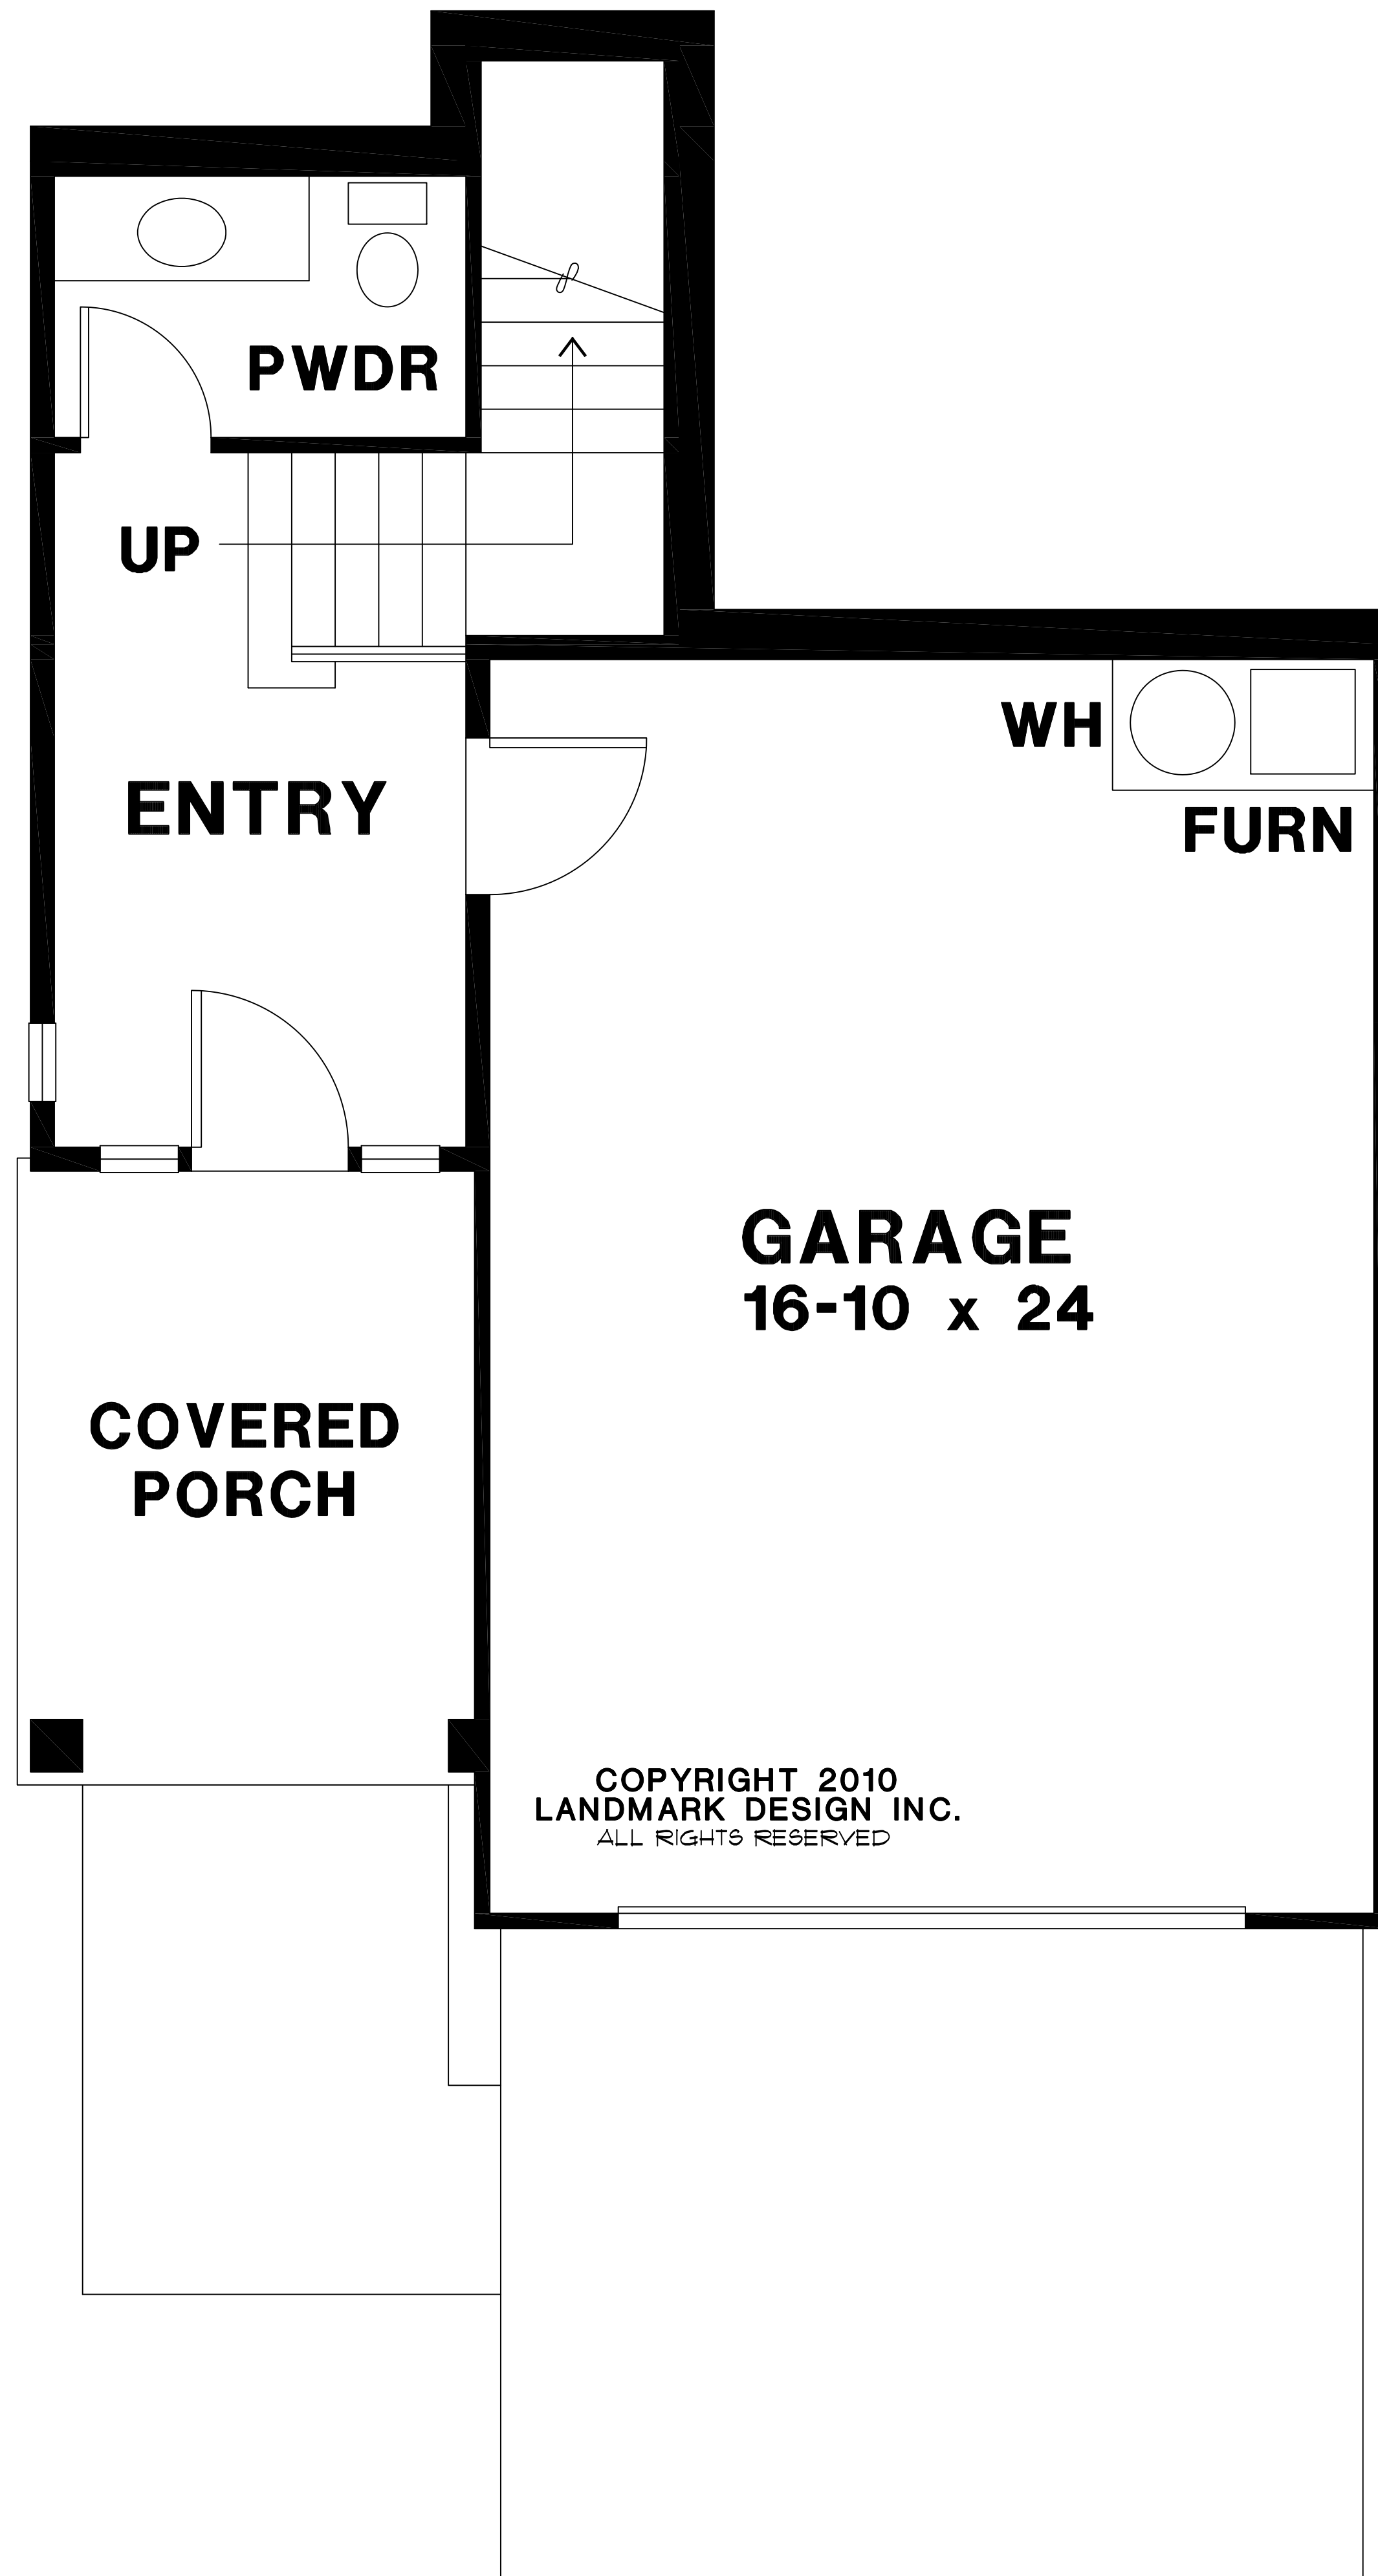 PWDR
UP
WH
FURN
ENTRY
GARAGE
16-10 x 24
COVERED
PORCH
COPYRIGHT 2010
LANDMARK DESIGN INC.
ALL RIGHTS RESERVED